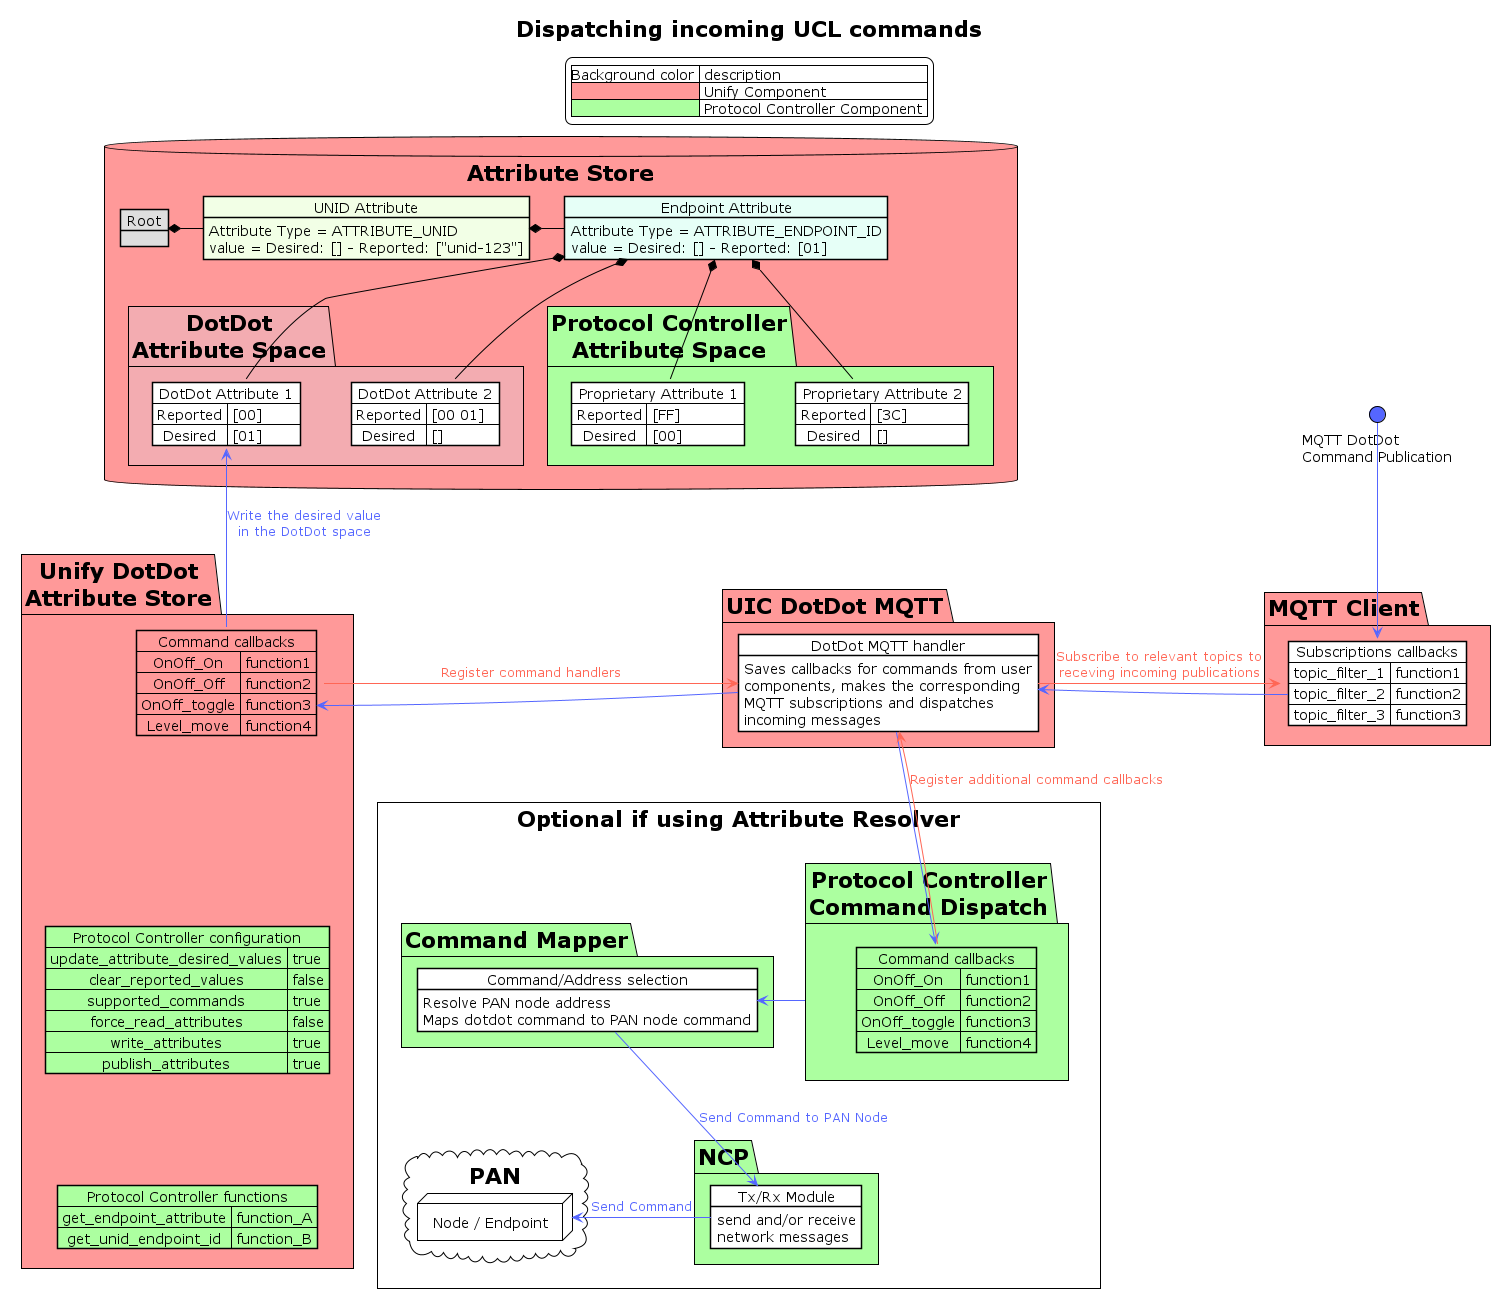 Dispatching incoming UCL commands
Background color description
Unify Component
Protocol Controller Component
Attribute Store
Root
UNID Attribute
Attribute Type = ATTRIBUTE_UNID
value = Desired: [] - Reported: ["unid-123"]
Endpoint Attribute
Attribute Type = ATTRIBUTE_ENDPOINT_ID
value = Desired: [] - Reported: [01]
DotDot
Attribute Space
DotDot Attribute 1
Reported [00]
Desired [01]
DotDot Attribute 2
Reported [00 01]
Desired []
Protocol Controller
Attribute Space
Proprietary Attribute 1
Reported [FF]
Desired [00]
Proprietary Attribute 2
Reported [3C]
Desired []
MQTT DotDot
Command Publication
Write the desired value
in the DotDot space
Unify DotDot
Attribute Store
Command callbacks
OnOff_On function1
OnOff_Off function2
OnOff_toggle function3
Level_move function4
Register command handlers
UIC DotDot MQTT
DotDot MQTT handler
Saves callbacks for commands from user
components, makes the corresponding
MQTT subscriptions and dispatches
incoming messages
Subscribe to relevant topics to
receving incoming publications
MQTT Client
Subscriptions callbacks
topic_filter_1 function1
topic_filter_2 function2
topic_filter_3 function3
Register additional command callbacks
Optional if using Attribute Resolver
Protocol Controller
Command Dispatch
Command callbacks
OnOff_On function1
OnOff_Off function2
OnOff_toggle function3
Level_move function4
Command Mapper
Command/Address selection
Resolve PAN node address
Maps dotdot command to PAN node command
Protocol Controller configuration
update_attribute_desired_values true
clear_reported_values false
supported_commands true
force_read_attributes false
write_attributes true
publish_attributes true
Send Command to PAN Node
NCP
Tx/Rx Module
send and/or receive
network messages
Send Command
PAN
Node / Endpoint
Protocol Controller functions
get_endpoint_attribute function_A
get_unid_endpoint_id function_B